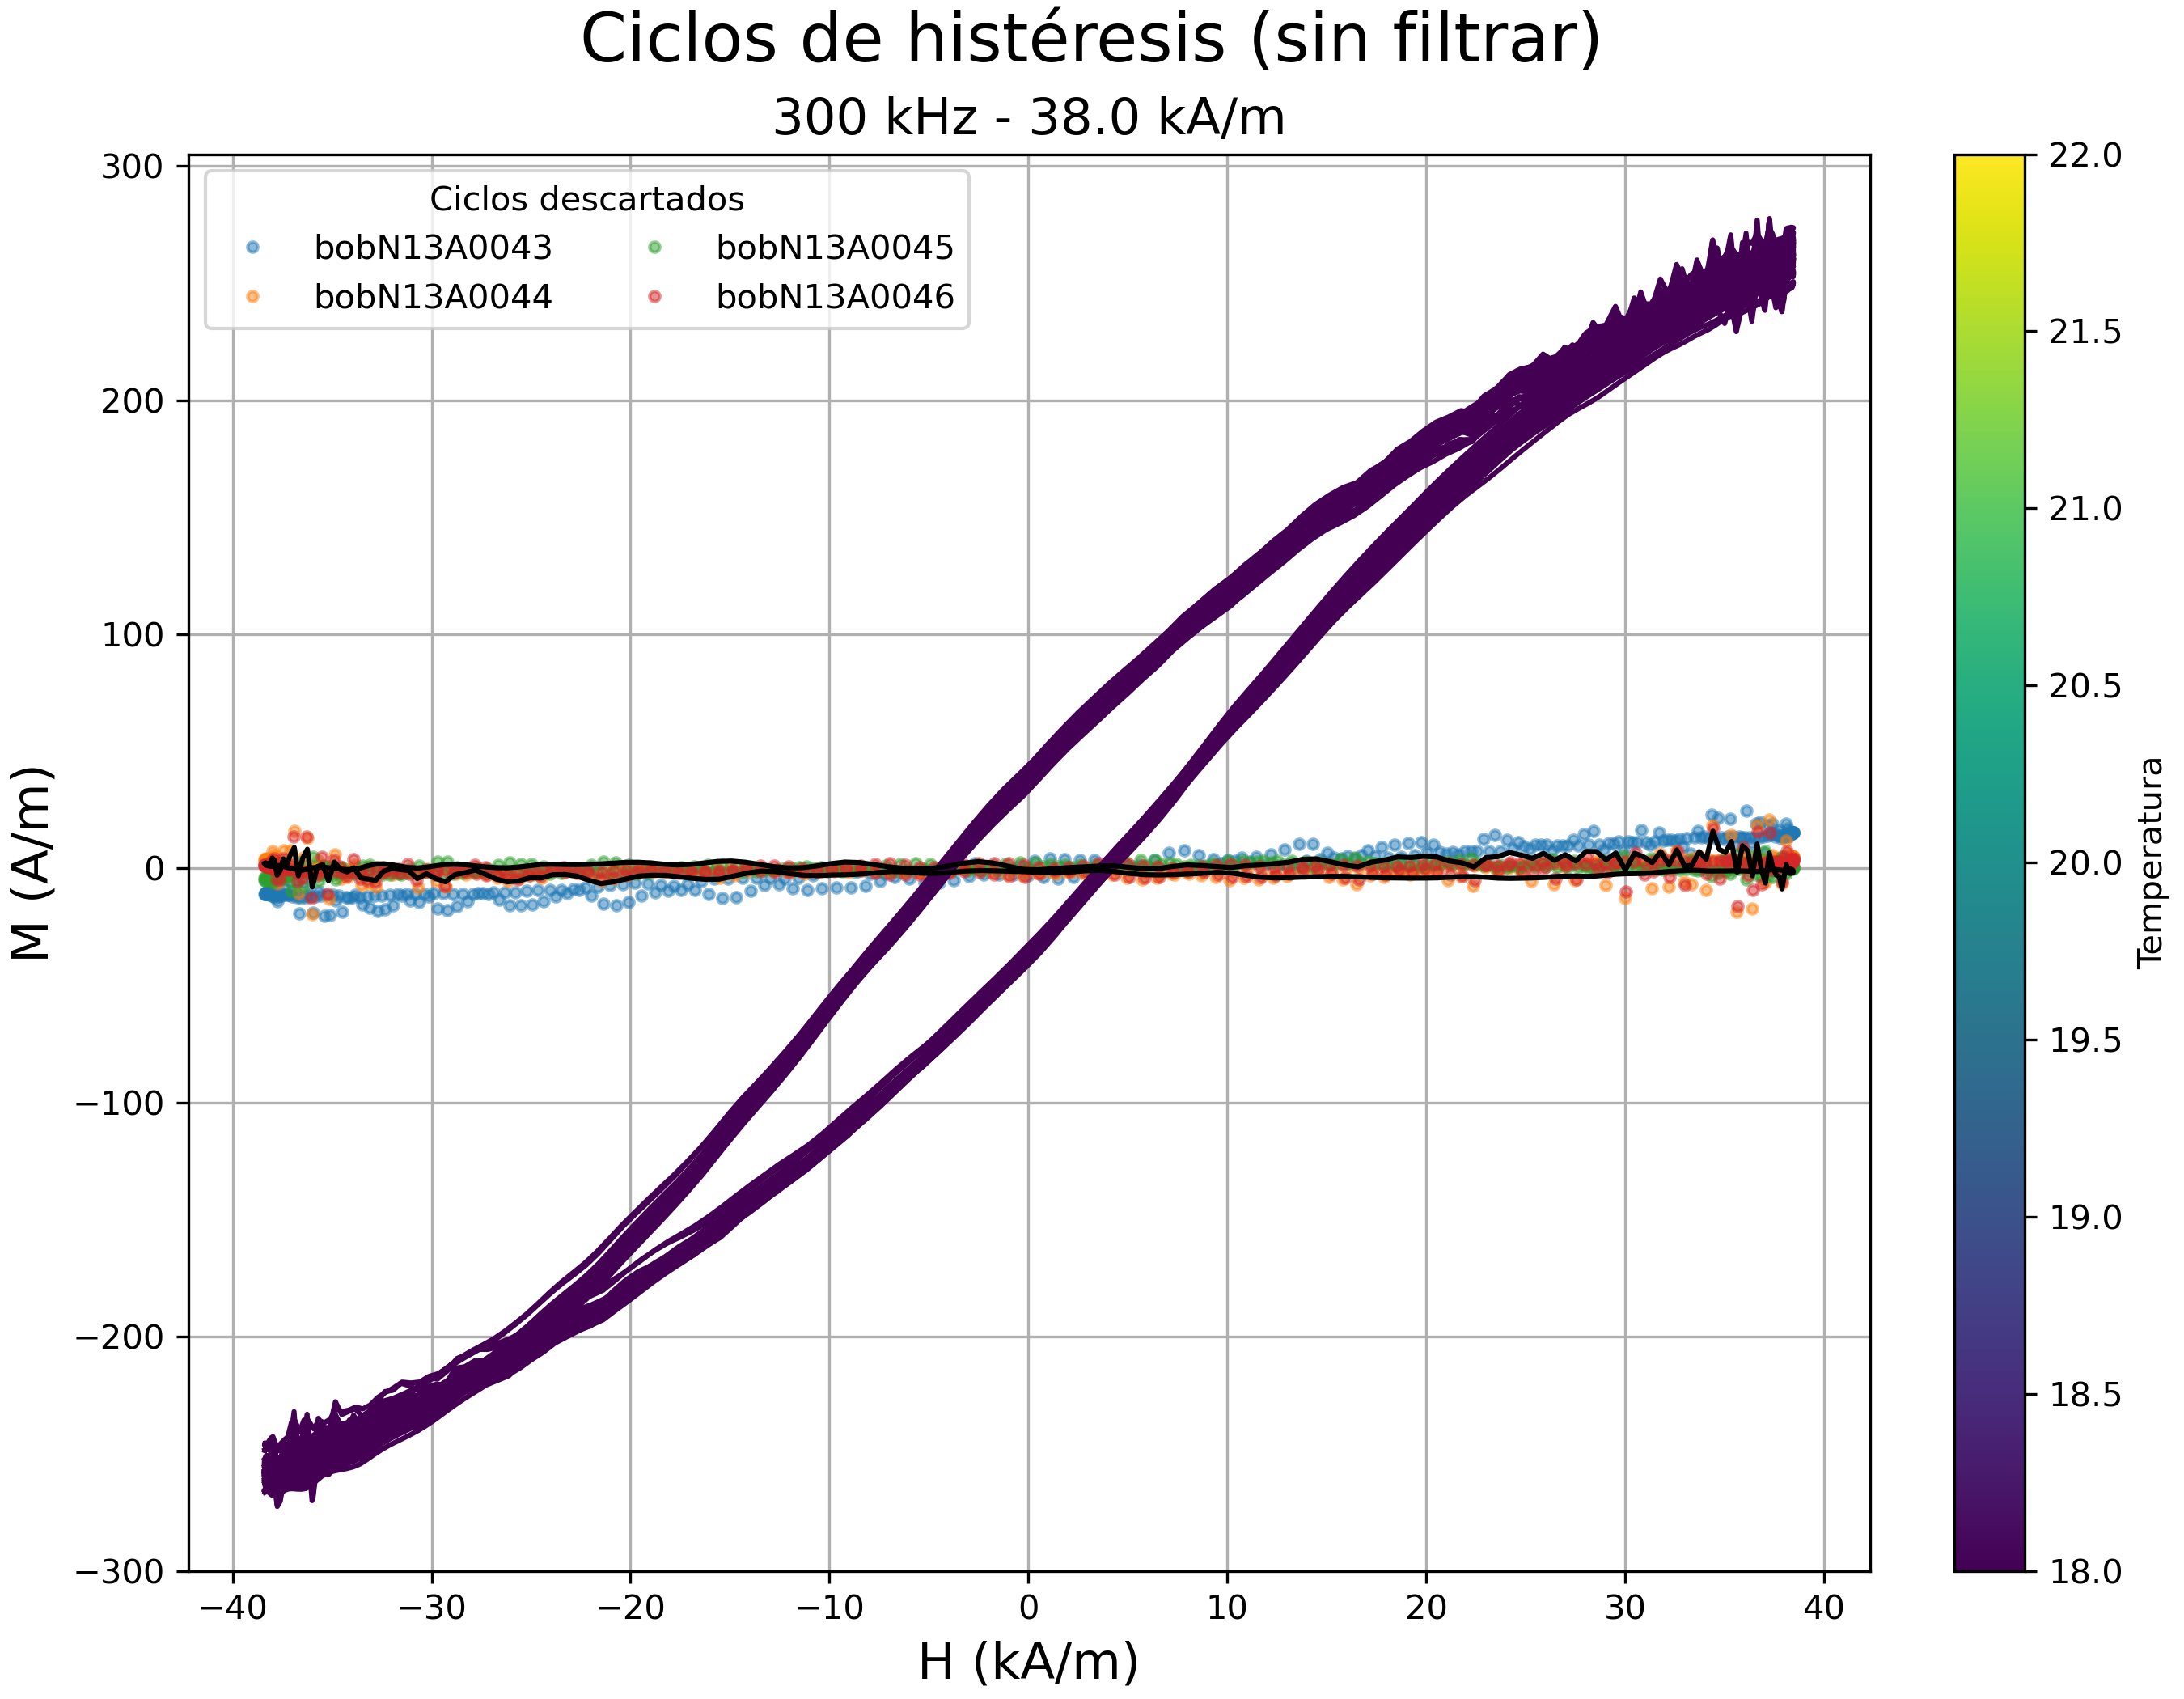 Ciclos de histéresis (sin filtrar)
300 kHz - 38.0 kA/m
Ciclos descartados
bobN13A0043
bobN13A0045
bobN13A0044
bobN13A0046
300
200
100
0
−100
−200
−300
M (A/m)
−40 −30 −20 −10 0 10 20 30 40
H (kA/m)
22.0
21.5
21.0
20.5
20.0
19.5
19.0
18.5
18.0
Temperatura